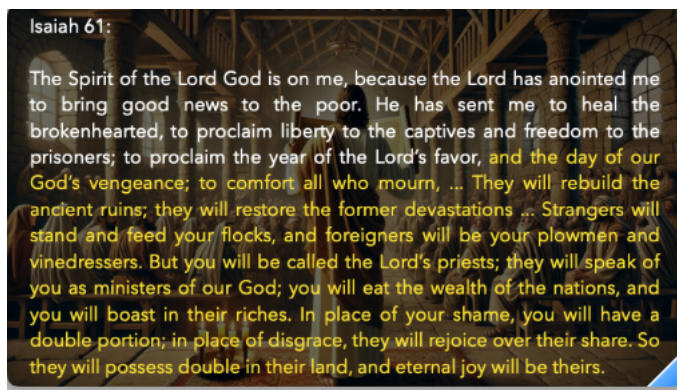 Isaiah 61:
The Spirit of the Lord God is on me, because the Lord has anointed me
to bring good news to the poor. He has sent me to heal the
brokenhearted, to proclaim liberty to the captives and freedom to the
prisoners; to proclaim the year of the Lord’s favor, and the day of our
God’s vengeance; to comfort all who mourn, ... They will rebuild the
ancient ruins; they will restore the former devastations ... Strangers will
stand and feed your flocks, and foreigners will be your plowmen and
vinedressers. But you will be called the Lord’s priests; they will speak of
you as ministers of our God; you will eat the wealth of the nations, and
you will boast in their riches. In place of your shame, you will have a
double portion; in place of disgrace, they will rejoice over their share. So
they will possess double in their land, and eternal joy will be theirs.